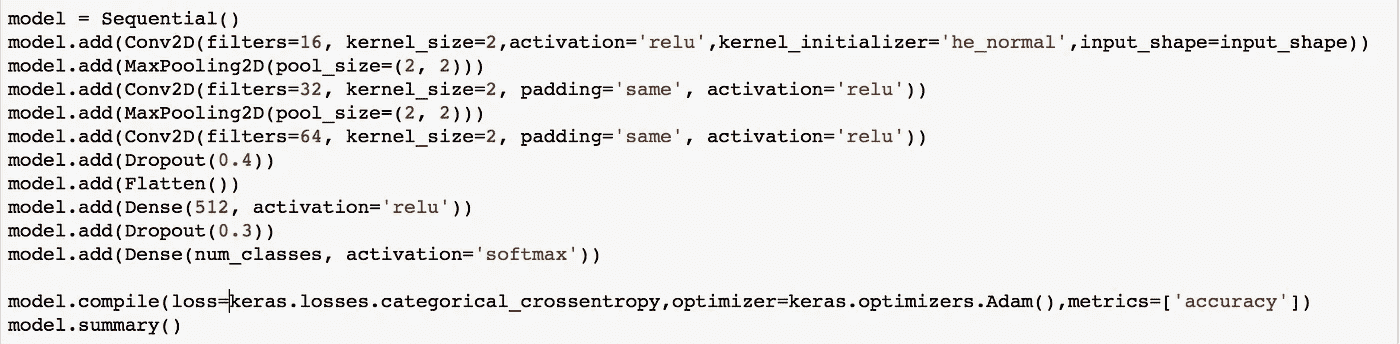 model = Sequential()
model.add(Conv2D(filters=16, kernel_size=2,activation='relu',kernel_initializer='he_normal',input_shape=input_shape))
model.add(MaxPooling2D(pool_size=(2, 2)))
model.add(Conv2D(filters=32, kernel_size=2, padding='same', activation='relu'))
model.add(MaxPooling2D(pool_size=(2, 2)))
model.add(Conv2D(filters=64, kernel_size=2, padding='same', activation='relu'))
model.add(Dropout(0.4))
model.add(Flatten())
model.add(Dense(512, activation='relu'))
model.add(Dropout(0.3))
model.add(Dense(num_classes, activation='softmax'))
model.compile(loss=keras.losses.categorical_crossentropy,optimizer=keras.optimizers.Adam(),metrics=['accuracy'])
model.summary()